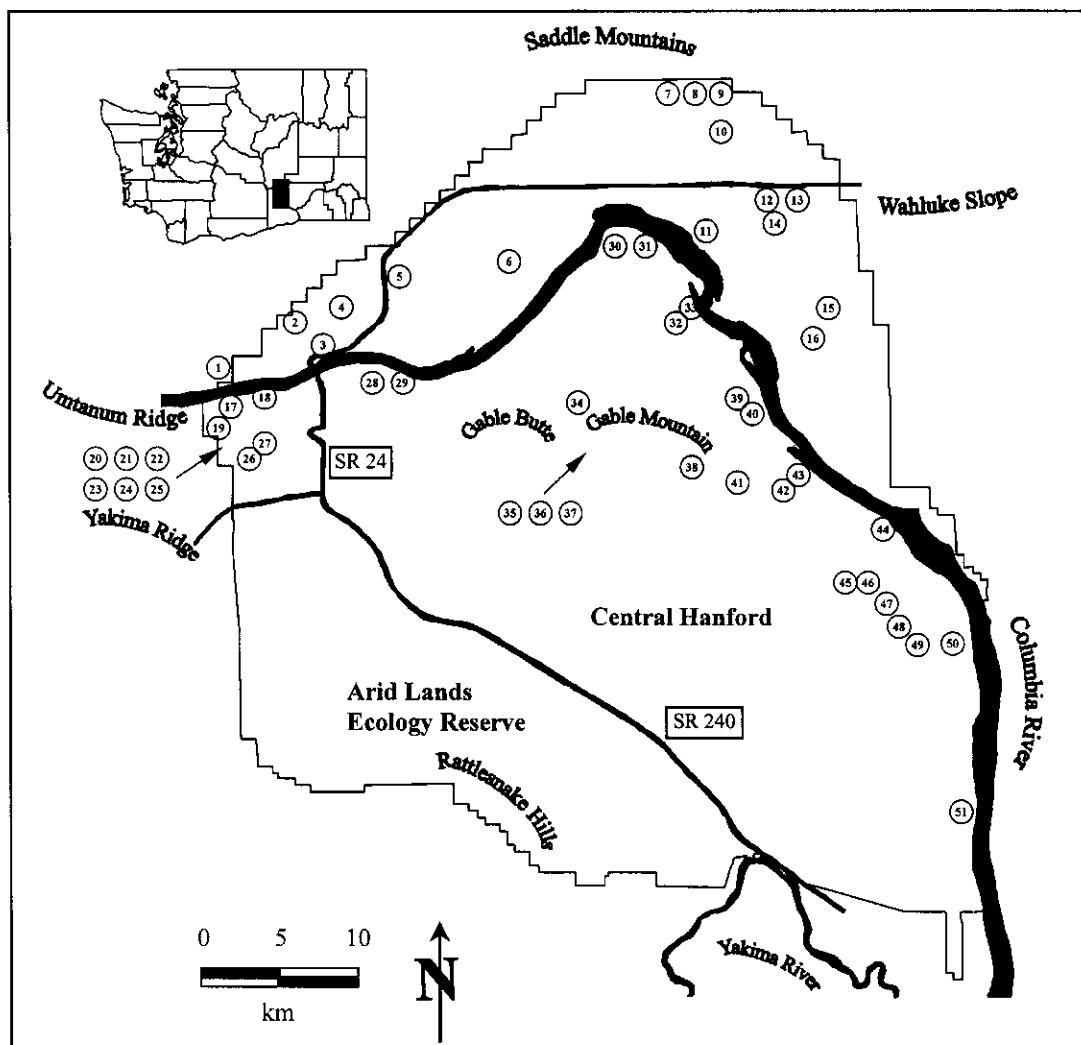 Saddle Mountains
7 8 9
10
12 13
Wahluke Slope
14
11
30 31
6
5
4
15
33
2
32
16
3
1
28 29
18
Umtanum Ridge
17
34
39
40
19
Gable Butte
Gable Mountain
27
20 21 22
26
SR 24
38
43
23 24 25
41
42
Yakima Ridge
35 36 37
44
45 46
47
Central Hanford
48
49
50
Columbia River
Arid Lands
Ecology Reserve
SR 240
Rattleanake Hills
51
0 5 10
km
N
Yakima River